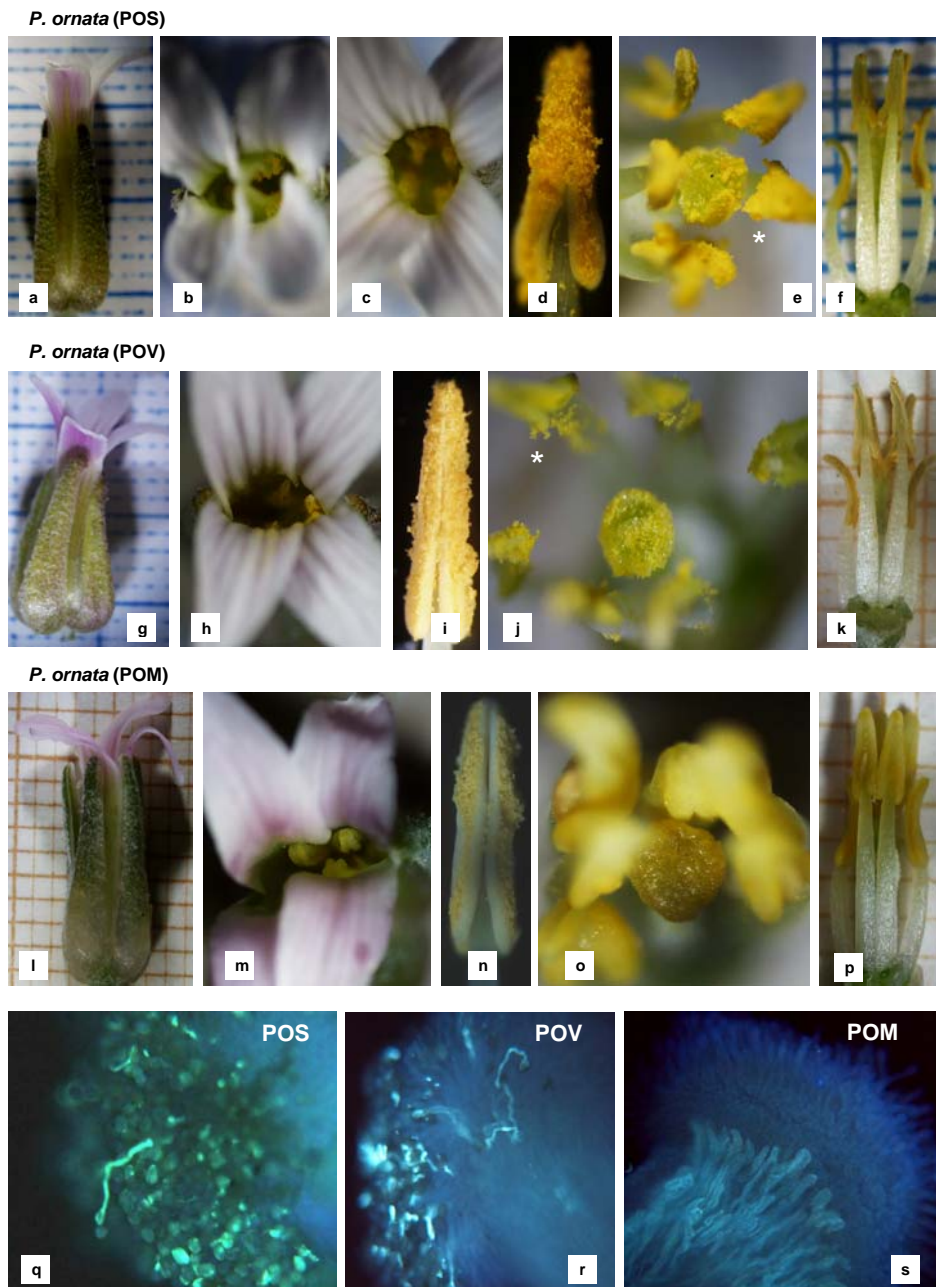 P. ornata (POS)
a b c d e * f
P. ornata (POV)
g h i j * k
P. ornata (POM)
l m n o p
POS POV POM
q r s